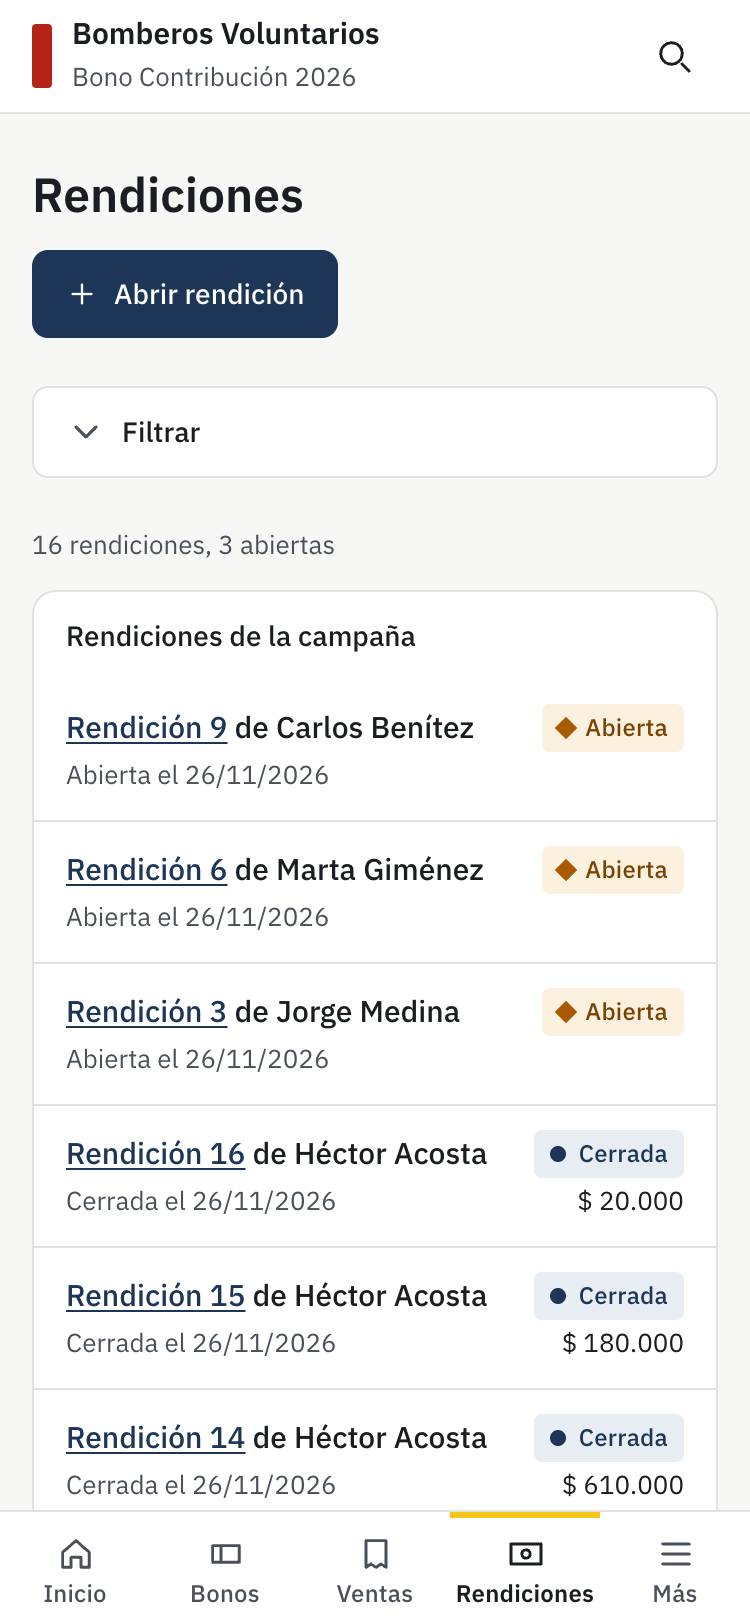 Bomberos Voluntarios
Bono Contribución 2026
Rendiciones
Abrir rendición
Filtrar
16 rendiciones, 3 abiertas
Rendiciones de la campaña
Rendición 9 de Carlos Benítez Abierta
Abierta el 26/11/2026
Rendición 6 de Marta Giménez Abierta
Abierta el 26/11/2026
Rendición 3 de Jorge Medina Abierta
Abierta el 26/11/2026
Rendición 16 de Héctor Acosta Cerrada
Cerrada el 26/11/2026 $ 20.000
Rendición 15 de Héctor Acosta Cerrada
Cerrada el 26/11/2026 $ 180.000
Rendición 14 de Héctor Acosta Cerrada
Cerrada el 26/11/2026 $ 610.000
Inicio Bonos Ventas Rendiciones Más